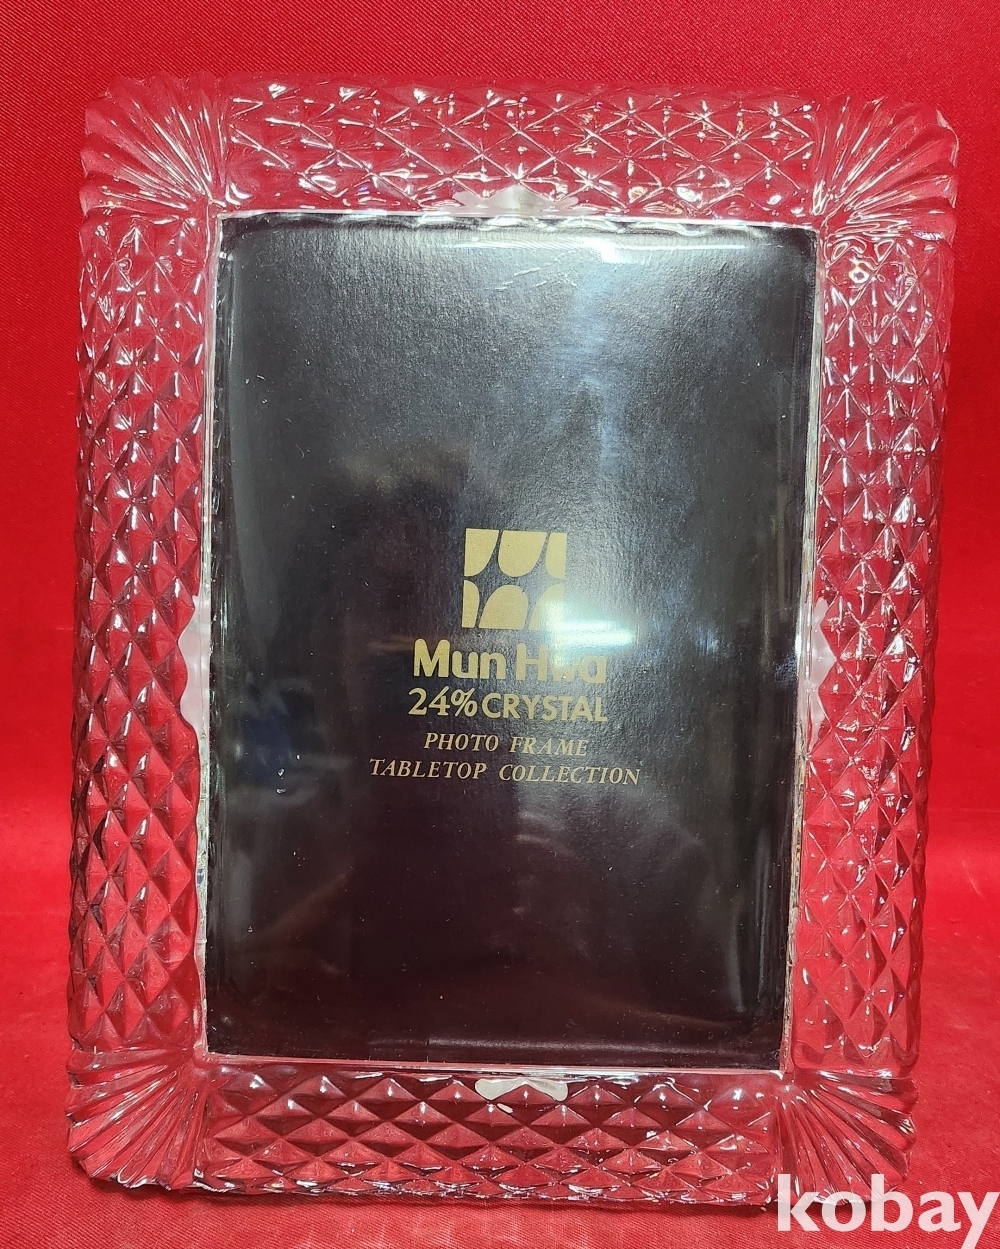 Mun Hwa
24% CRYSTAL
PHOTO FRAME
TABLETOP COLLECTION
kobay